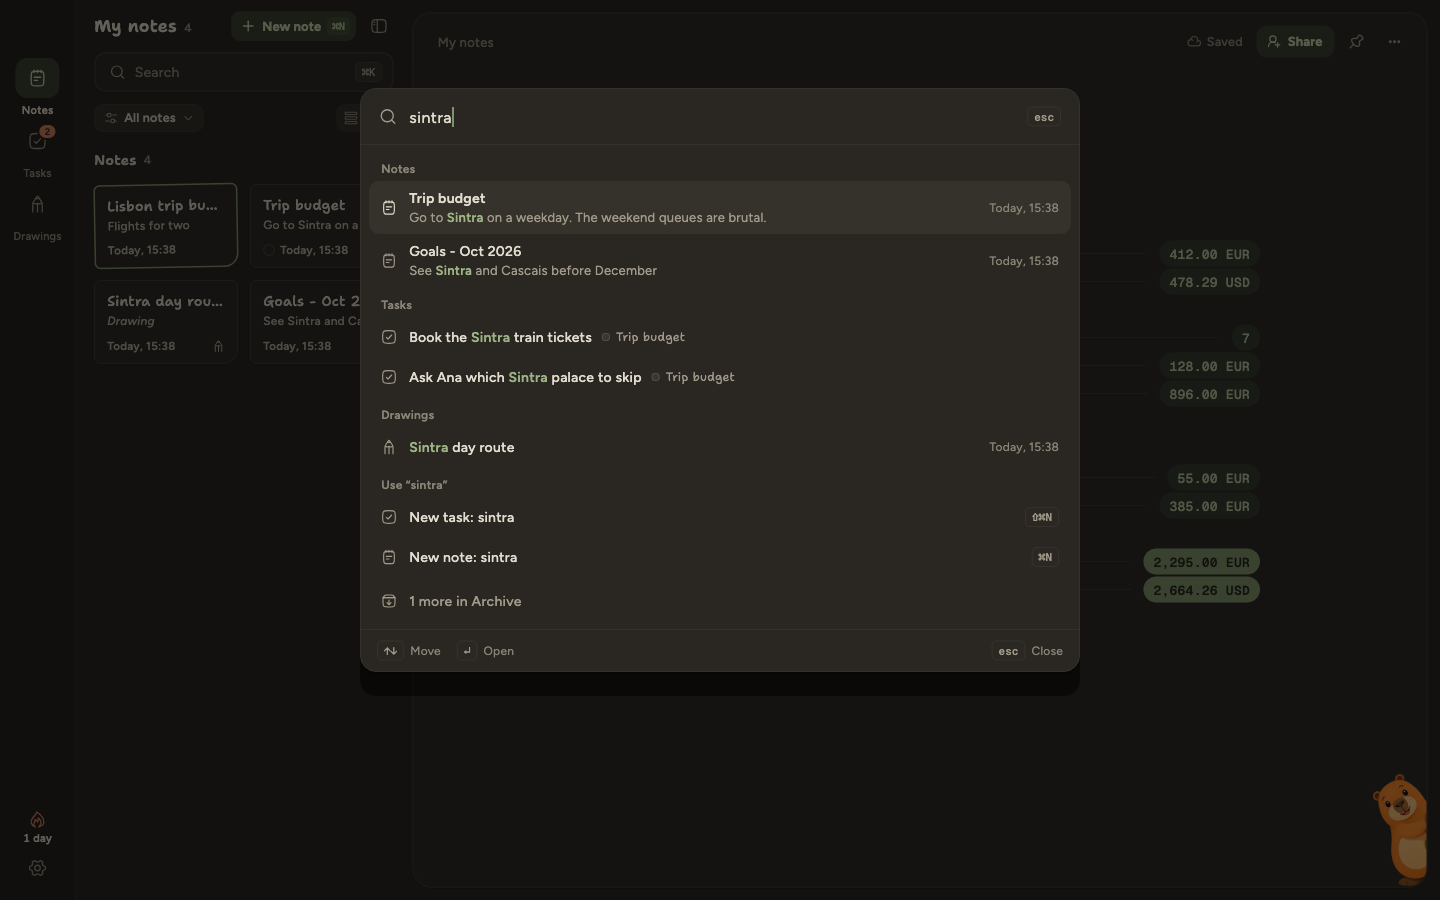 My notes 4
New note ⌘N
Search ⌘K
All notes
Notes 4
Lisbon trip bu...
Flights for two
Today, 15:38
Trip budget
Go to Sintra on a
Today, 15:38
Sintra day rou...
Drawing
Today, 15:38
Goals - Oct 2
See Sintra and Ca
Today, 15:38
Notes
2
Tasks
Drawings
1 day
My notes
Saved
Share
sintra
esc
Notes
Trip budget
Go to Sintra on a weekday. The weekend queues are brutal.
Today, 15:38
Goals - Oct 2026
See Sintra and Cascais before December
Today, 15:38
Tasks
Book the Sintra train tickets Trip budget
Ask Ana which Sintra palace to skip Trip budget
Drawings
Sintra day route
Today, 15:38
Use “sintra”
New task: sintra ⇧⌘N
New note: sintra ⌘N
1 more in Archive
Move
Open
esc Close
412.00 EUR
478.29 USD
7
128.00 EUR
896.00 EUR
55.00 EUR
385.00 EUR
2,295.00 EUR
2,664.26 USD